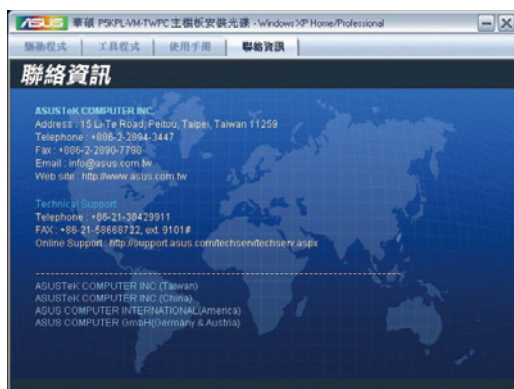 ASUS 華碩 P5KPL-VM-TWPC 主機板安裝光碟 - Windows XP Home/Professional
驅動程式 工具程式 使用手冊 聯絡資訊
聯絡資訊
ASUSTeK COMPUTER INC.
Address : 15 Li-Te Road, Peitou, Taipei, Taiwan 11259
Telephone : +886-2-2894-3447
Fax : +886-2-2890-7798
Email : info@asus.com.tw
Web site : http://www.asus.com.tw
Technical Support
Telephone : +86-21-38429911
FAX : +86-21-58668722, ext. 9101#
Online Support : http://support.asus.com/techserv/techserv.aspx
ASUSTeK COMPUTER INC.(Taiwan)
ASUSTeK COMPUTER INC.(China)
ASUS COMPUTER INTERNATIONAL(America)
ASUS COMPUTER GmbH(Germany & Austria)